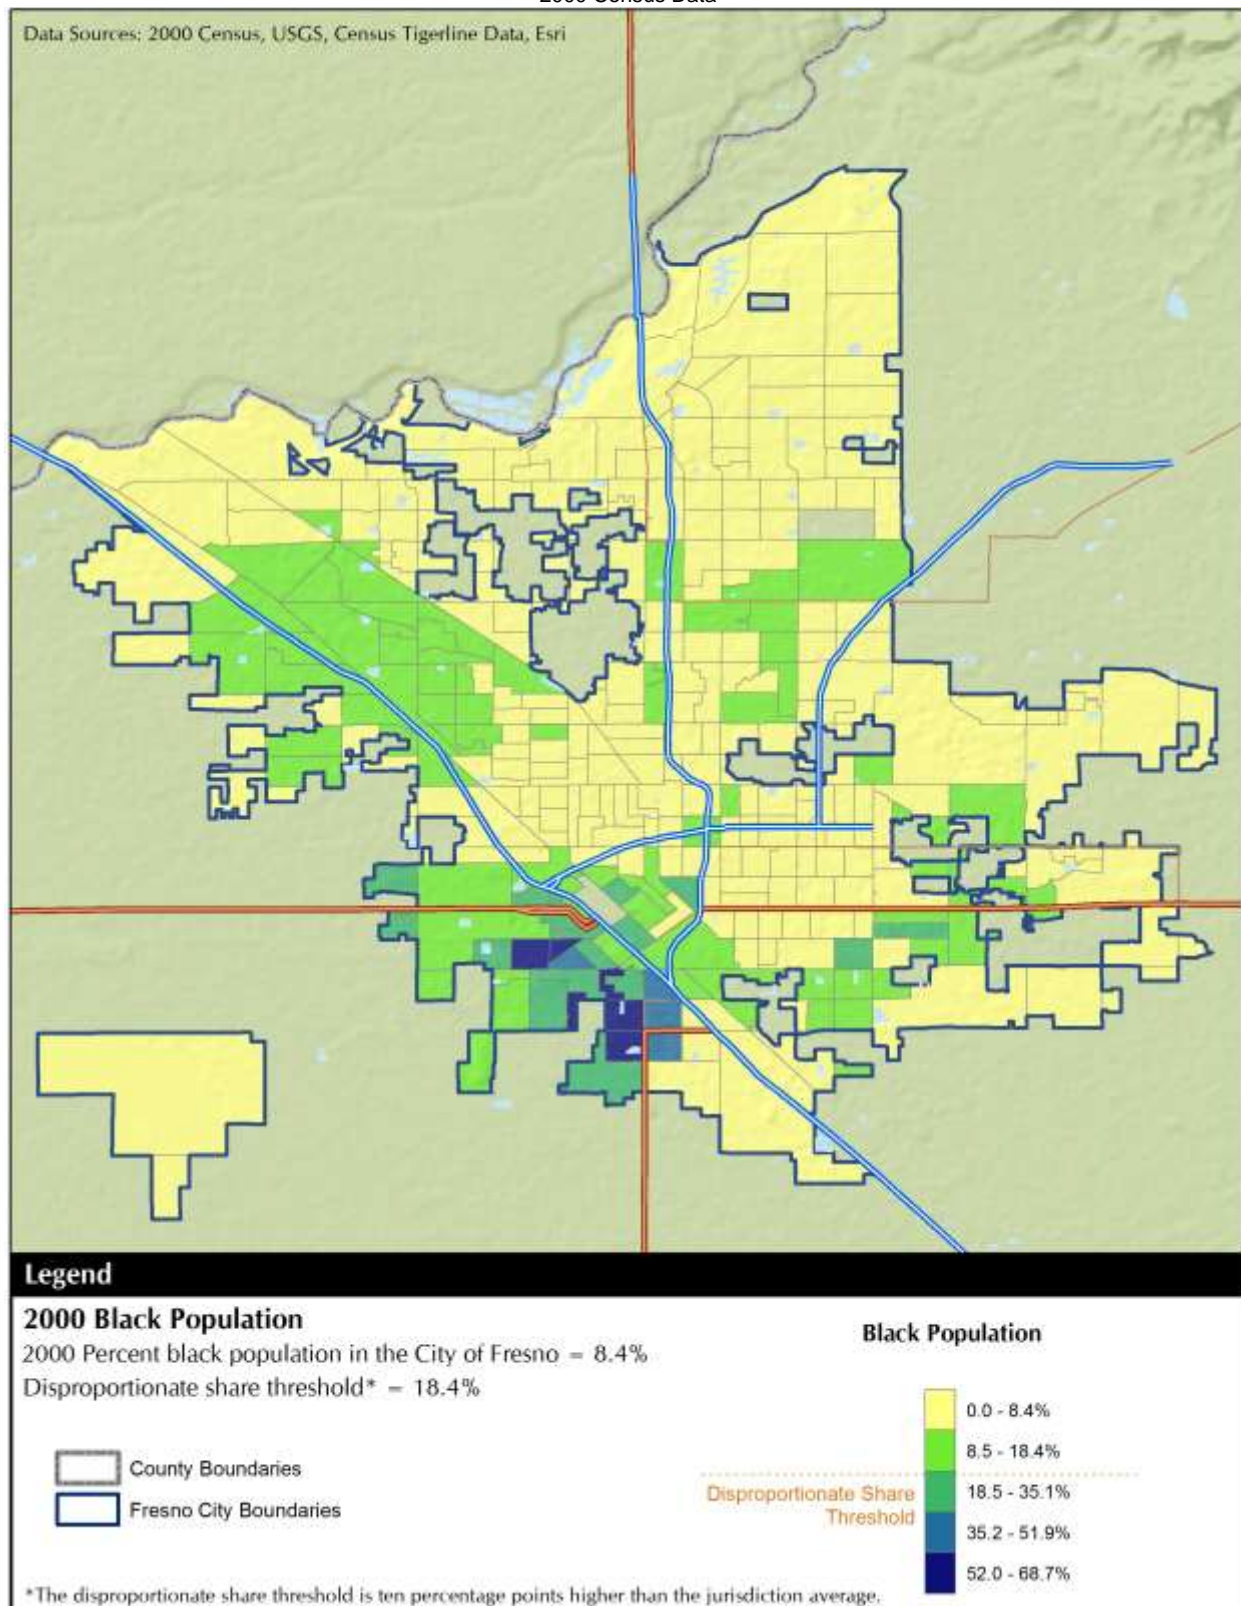 2000 Census Data
Data Sources: 2000 Census, USGS, Census Tigerline Data, Esri
Legend
2000 Black Population
2000 Percent black population in the City of Fresno = 8.4%
Disproportionate share threshold* = 18.4%
County Boundaries
Fresno City Boundaries
Black Population
0.0 - 8.4%
8.5 - 18.4%
Disproportionate Share
Threshold
18.5 - 35.1%
35.2 - 51.9%
52.0 - 68.7%
*The disproportionate share threshold is ten percentage points higher than the jurisdiction average.